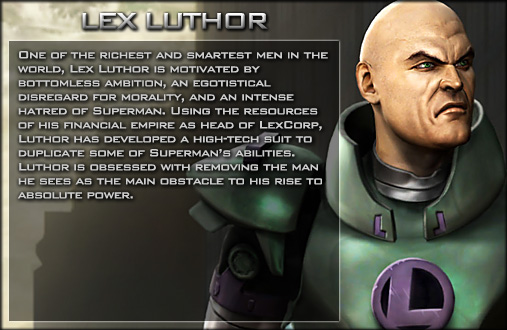 LEX LUTHOR
ONE OF THE RICHEST AND SMARTEST MEN IN THE
WORLD, LEX LUTHOR IS MOTIVATED BY
BOTTOMLESS AMBITION, AN EGOTISTICAL
DISREGARD FOR MORALITY, AND AN INTENSE
HATRED OF SUPERMAN. USING THE RESOURCES
OF HIS FINANCIAL EMPIRE AS HEAD OF LEXCORP,
LUTHOR HAS DEVELOPED A HIGH-TECH SUIT TO
DUPLICATE SOME OF SUPERMAN'S ABILITIES.
LUTHOR IS OBSESSED WITH REMOVING THE MAN
HE SEES AS THE MAIN OBSTACLE TO HIS RISE TO
ABSOLUTE POWER.
L